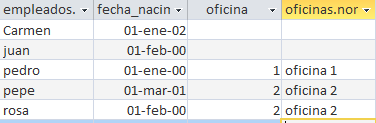 empleados. fecha_nacin oficina oficinas.nor
Carmen 01-ene-02
juan 01-feb-00
pedro 01-ene-00 1 oficina 1
pepe 01-mar-01 2 oficina 2
rosa 01-feb-00 2 oficina 2